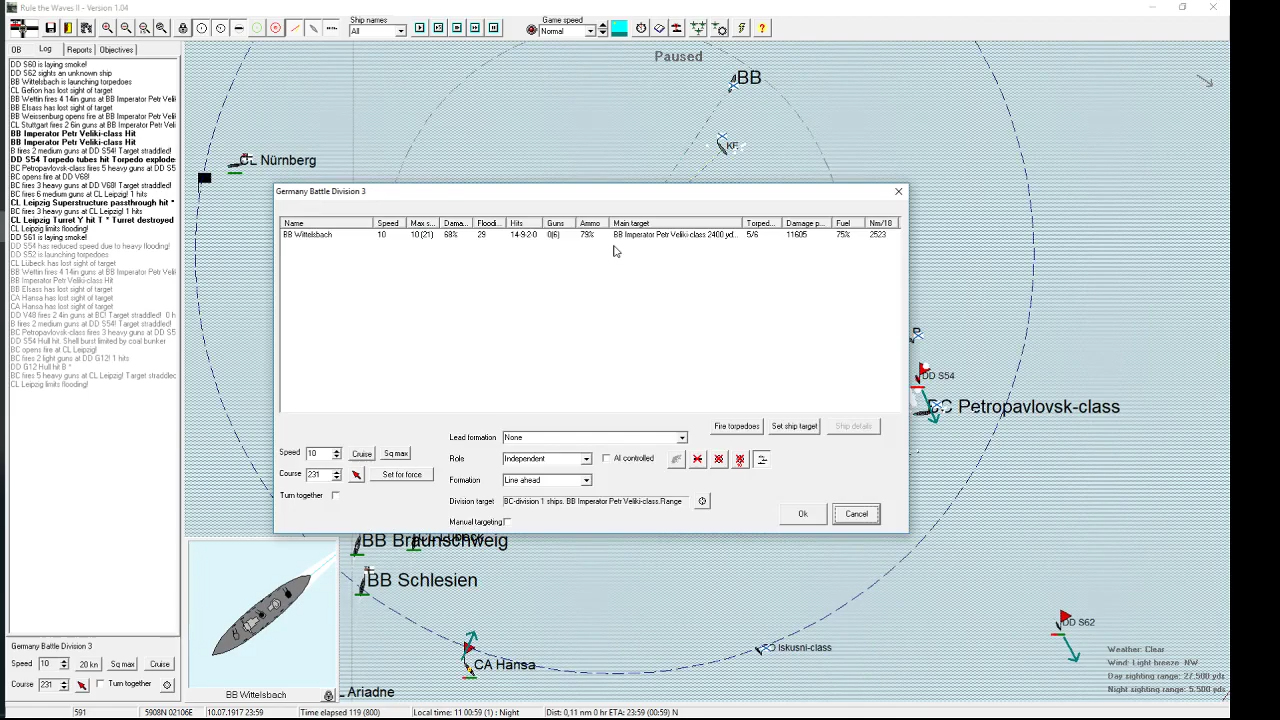 Rule the Waves II - Version 1.04
Ship names
All
Game speed
Normal
OB
Log
Reports
Objectives
DD S60 is laying smoke!
DD S62 sights an unknown ship
BB Wittelsbach is launching torpedoes
CL Gefion has lost sight of target
BB Wettin fires 4 14in guns at BB Imperator Petr Velik
BB Elsass has lost sight of target
BB Weissenburg opens fire at BB Imperator Petr Veliki
CL Stuttgart fires 2 6in guns at BB Imperator Petr Vel
BB Imperator Petr Veliki-class Hit
BB Imperator Petr Veliki-class Hit
B fires 2 medium guns at DD S54! Target straddled!
DD S54 Torpedo tubes hit Torpedo explode
BC Petropavlovsk-class fires 5 heavy guns at DD S
BC opens fire at DD V68!
BC fires 3 heavy guns at DD V68! Target straddled!
BC fires 6 medium guns at CL Leipzig! 1 hits
CL Leipzig Superstructure passthrough hit *
BC fires 3 heavy guns at CL Leipzig! 1 hits
CL Leipzig Turret Y hit T * Turret destroyed
CL Leipzig limits flooding!
DD S51 is laying smoke!
DD S54 has reduced speed due to heavy flooding!
DD S52 is launching torpedoes
CL Lübeck has lost sight of target
BB Wettin fires 4 14in guns at BB Imperator Petr Veliki
BB Imperator Petr Veliki-class Hit
BB Elsass has lost sight of target
CA Hansa has lost sight of target
CA Hansa has lost sight of target
DD V48 fires 2 4in guns at BC! Target straddled! 0 h
B fires 2 medium guns at DD S54! Target straddled!
BC Petropavlovsk-class fires 3 heavy guns at DD S5
DD S54 Hull hit. Shell burst limited by coal bunker
BC opens fire at CL Leipzig!
BC fires 2 light guns at DD G12! 1 hits
DD G12 Hull hit B *
BC fires 5 heavy guns at CL Leipzig! Target straddlec
CL Leipzig limits flooding!
Paused
BB
KE
CL Nürnberg
Germany Battle Division 3
Name Speed Max s... Dama... Floodi... Hits Guns Ammo Main target Torped... Damage p... Fuel Nm/18
BB Wittelsbach 10 10 (21) 68% 29 14-9-2-0 0(6) 79% BB Imperator Petr Veliki-class 2400 yd... 5/6 11605 75% 2523
Fire torpedoes
Set ship target
Ship details
Lead formation
None
Speed
10
Cruise
Sq max
Role
Independent
AI controlled
Course
231
Set for force
Formation
Line ahead
Turn together
Division target
BC-division 1 ships. BB Imperator Petr Veliki-class.Range
Manual targeting
Ok
Cancel
DD S54
BC Petropavlovsk-class
BB Braunschweig
BB Schlesien
CA Hansa
Ariadne
Iskusni-class
DD S62
Weather: Clear
Wind: Light breeze NW
Day sighting range: 27.500 yds
Night sighting range: 5.500 yds
Germany Battle Division 3
Speed
10
20 kn
Sq max
Cruise
Course
231
Turn together
BB Wittelsbach
591
5908N 02106E
10.07.1917 23:59
Time elapsed 119 (800)
Local time: 11 00:59 (1) : Night
Dist: 0,11 nm 0 hr ETA: 23:59 (00:59) N